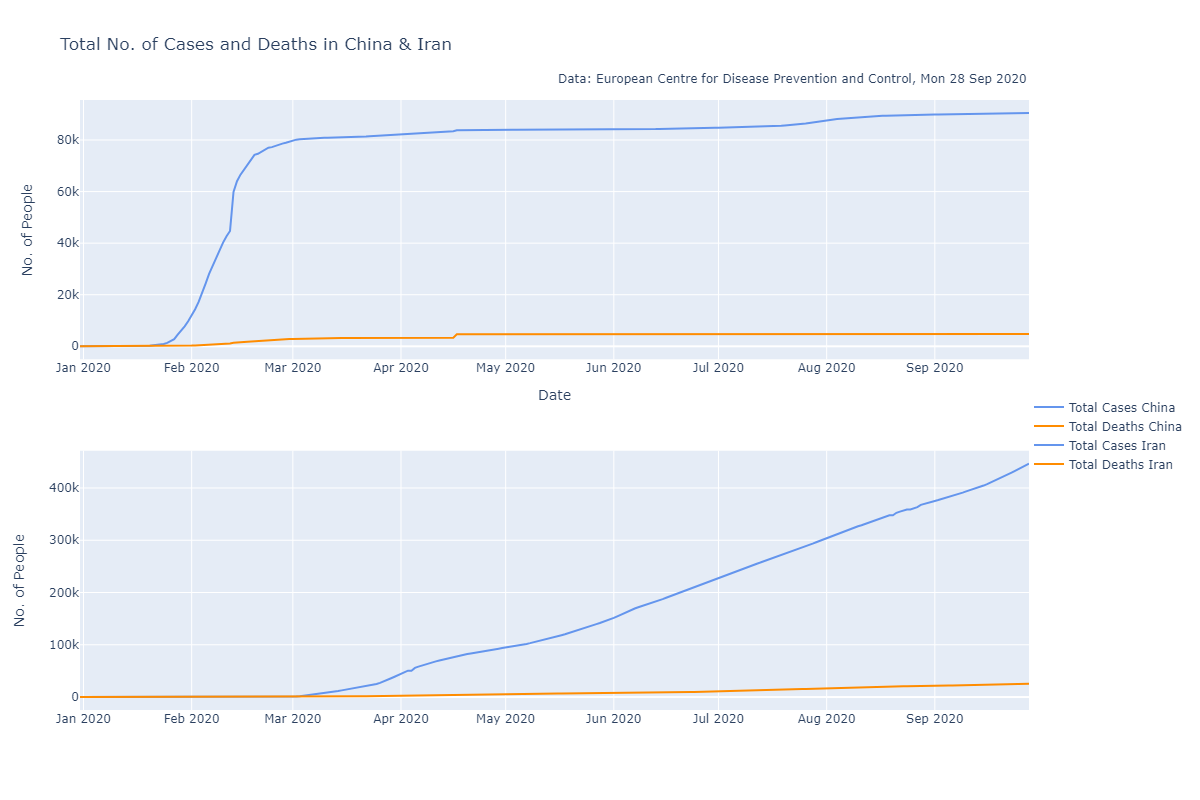 Total No. of Cases and Deaths in China & Iran
Data: European Centre for Disease Prevention and Control, Mon 28 Sep 2020
No. of People
80k
60k
40k
20k
0
Jan 2020 Feb 2020 Mar 2020 Apr 2020 May 2020 Jun 2020 Jul 2020 Aug 2020 Sep 2020
Date
Total Cases China
Total Deaths China
Total Cases Iran
Total Deaths Iran
No. of People
400k
300k
200k
100k
0
Jan 2020 Feb 2020 Mar 2020 Apr 2020 May 2020 Jun 2020 Jul 2020 Aug 2020 Sep 2020